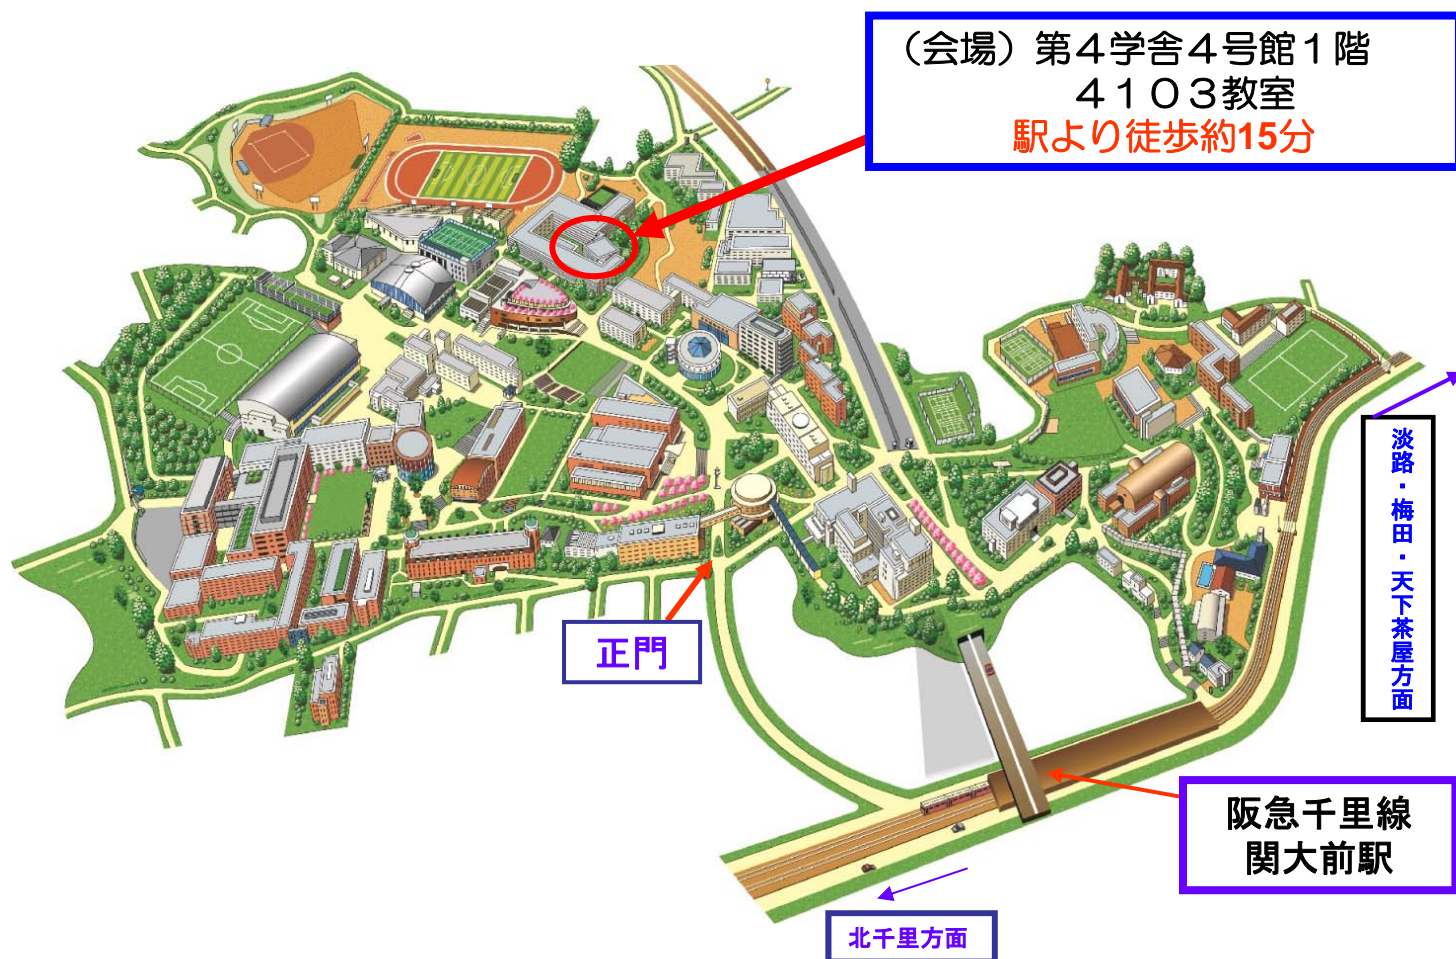 （会場）第４学舎４号館１階
４１０３教室
駅より徒歩約15分
淡路・梅田・天下茶屋方面
正門
阪急千里線
関大前駅
北千里方面